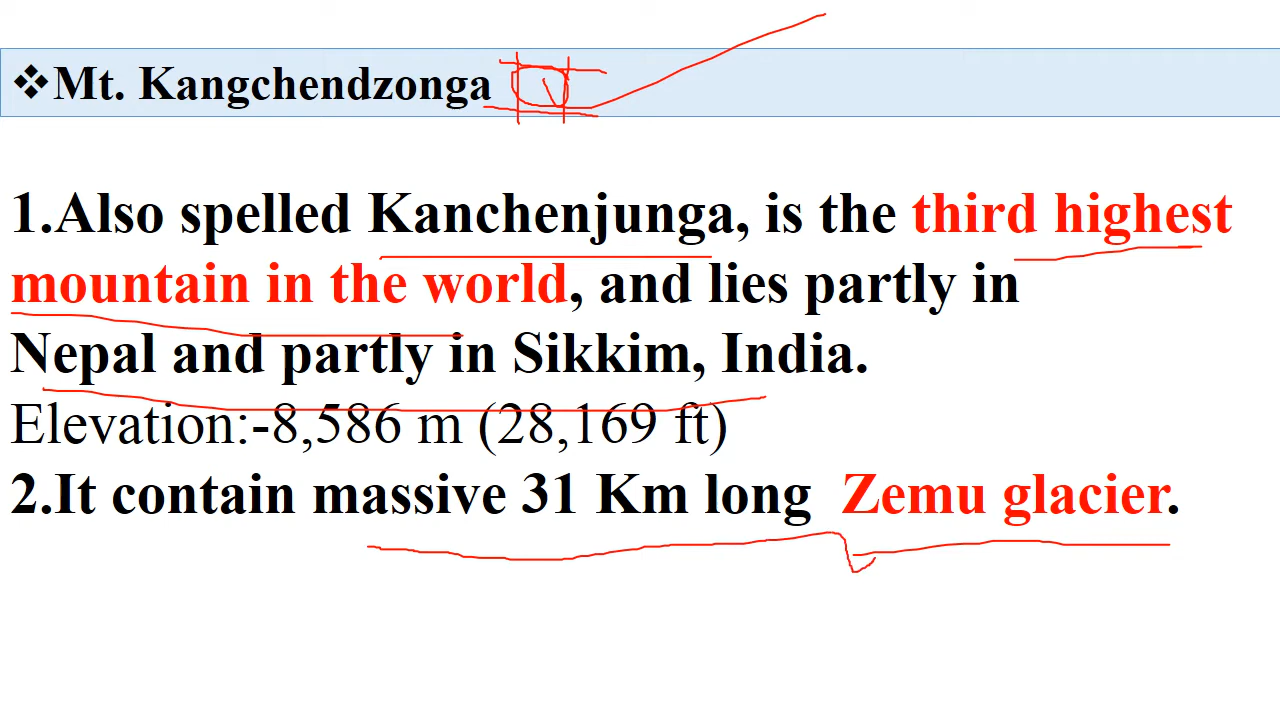 ❖Mt. Kangchendzonga
1.Also spelled Kanchenjunga, is the third highest
mountain in the world, and lies partly in
Nepal and partly in Sikkim, India.
Elevation:-8,586 m (28,169 ft)
2.It contain massive 31 Km long Zemu glacier.